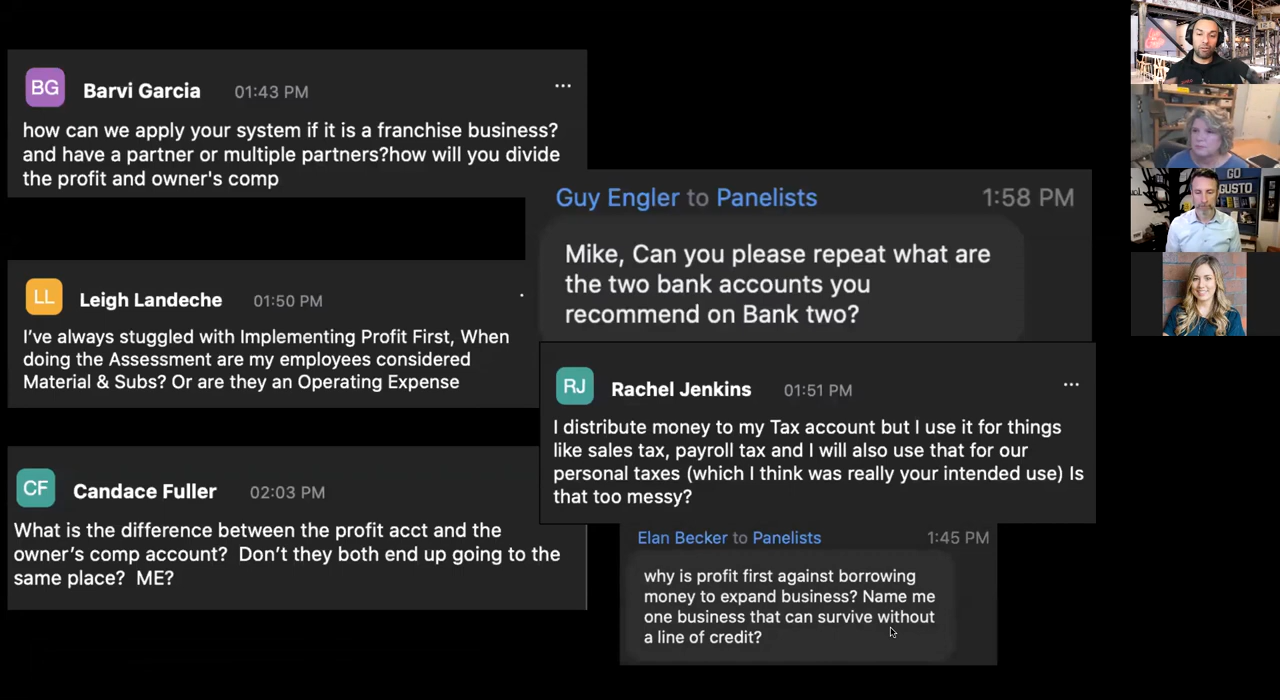 BG
Barvi Garcia 01:43 PM ...
how can we apply your system if it is a franchise business?
and have a partner or multiple partners?how will you divide
the profit and owner's comp
Guy Engler to Panelists 1:58 PM
Mike, Can you please repeat what are
the two bank accounts you
recommend on Bank two?
LL
Leigh Landeche 01:50 PM
I've always stuggled with Implementing Profit First, When
doing the Assessment are my employees considered
Material & Subs? Or are they an Operating Expense
RJ
Rachel Jenkins 01:51 PM ...
I distribute money to my Tax account but I use it for things
like sales tax, payroll tax and I will also use that for our
personal taxes (which I think was really your intended use) Is
that too messy?
CF
Candace Fuller 02:03 PM
What is the difference between the profit acct and the
owner's comp account?  Don't they both end up going to the
same place?  ME?
Elan Becker to Panelists 1:45 PM
why is profit first against borrowing
money to expand business? Name me
one business that can survive without
a line of credit?
GO
GUSTO